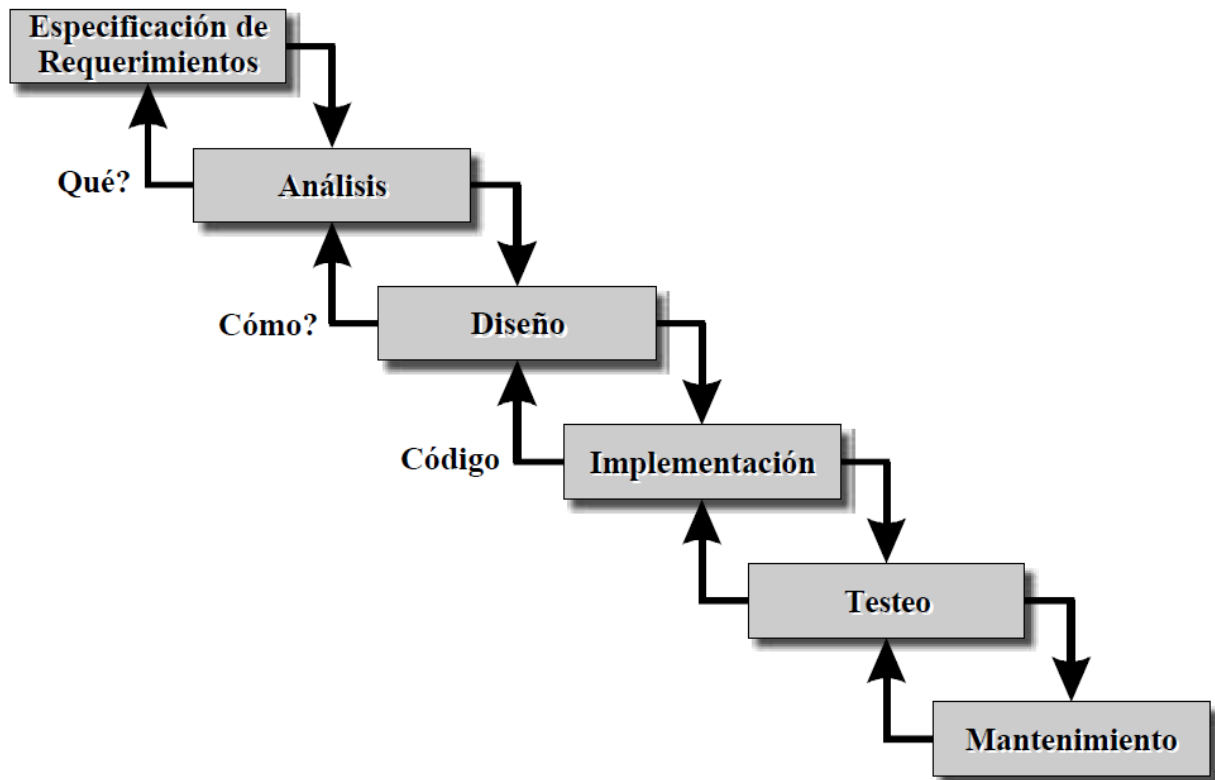 Especificación de
Requerimientos
Qué?
Análisis
Cómo?
Diseño
Código
Implementación
Testeo
Mantenimiento